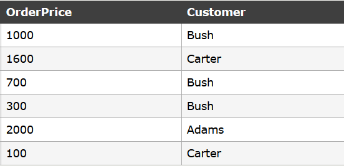 OrderPrice Customer
1000 Bush
1600 Carter
700 Bush
300 Bush
2000 Adams
100 Carter